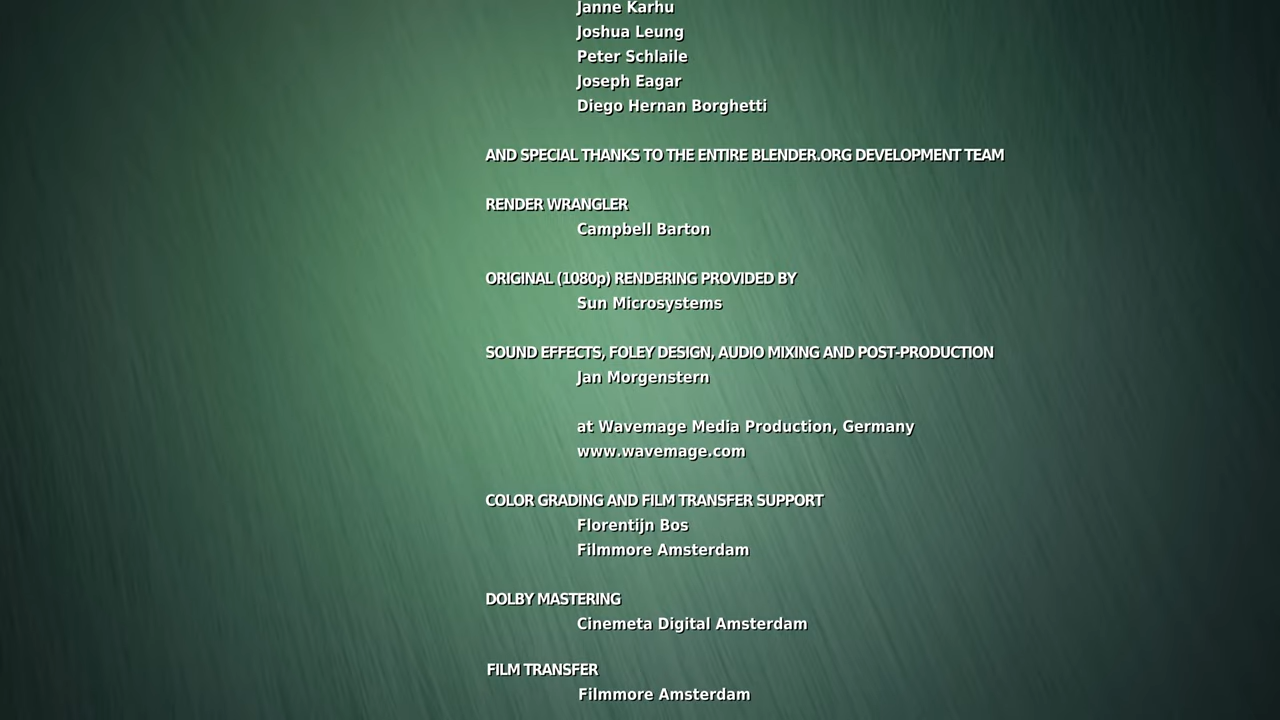 Janne Karhu
Joshua Leung
Peter Schlaile
Joseph Eagar
Diego Hernan Borghetti
AND SPECIAL THANKS TO THE ENTIRE BLENDER.ORG DEVELOPMENT TEAM
RENDER WRANGLER
Campbell Barton
ORIGINAL (1080p) RENDERING PROVIDED BY
Sun Microsystems
SOUND EFFECTS, FOLEY DESIGN, AUDIO MIXING AND POST-PRODUCTION
Jan Morgenstern
at Wavemage Media Production, Germany
www.wavemage.com
COLOR GRADING AND FILM TRANSFER SUPPORT
Florentijn Bos
Filmmore Amsterdam
DOLBY MASTERING
Cinemeta Digital Amsterdam
FILM TRANSFER
Filmmore Amsterdam